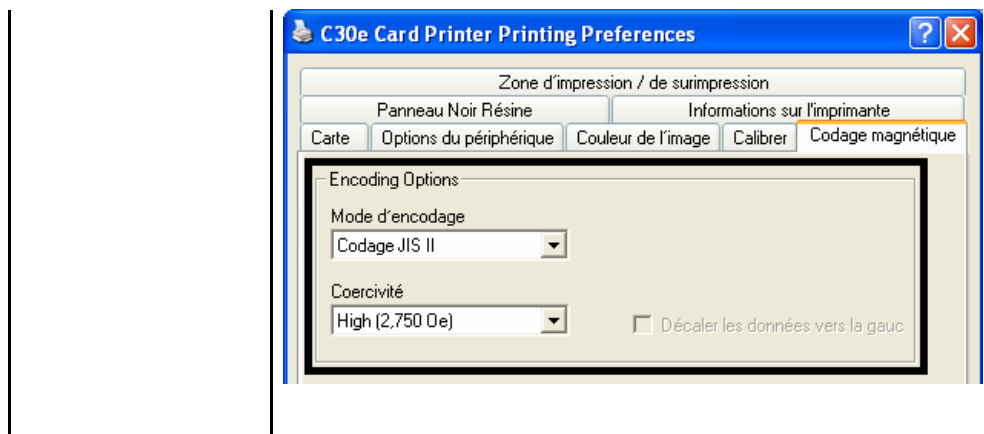 C30e Card Printer Printing Preferences
Zone d´impression / de surimpression
Panneau Noir Résine Informations sur l'imprimante
Carte Options du périphérique Couleur de l´image Calibrer Codage magnétique
Encoding Options
Mode d´encodage
Codage JIS II
Coercivité
High (2,750 Oe) Décaler les données vers la gauc